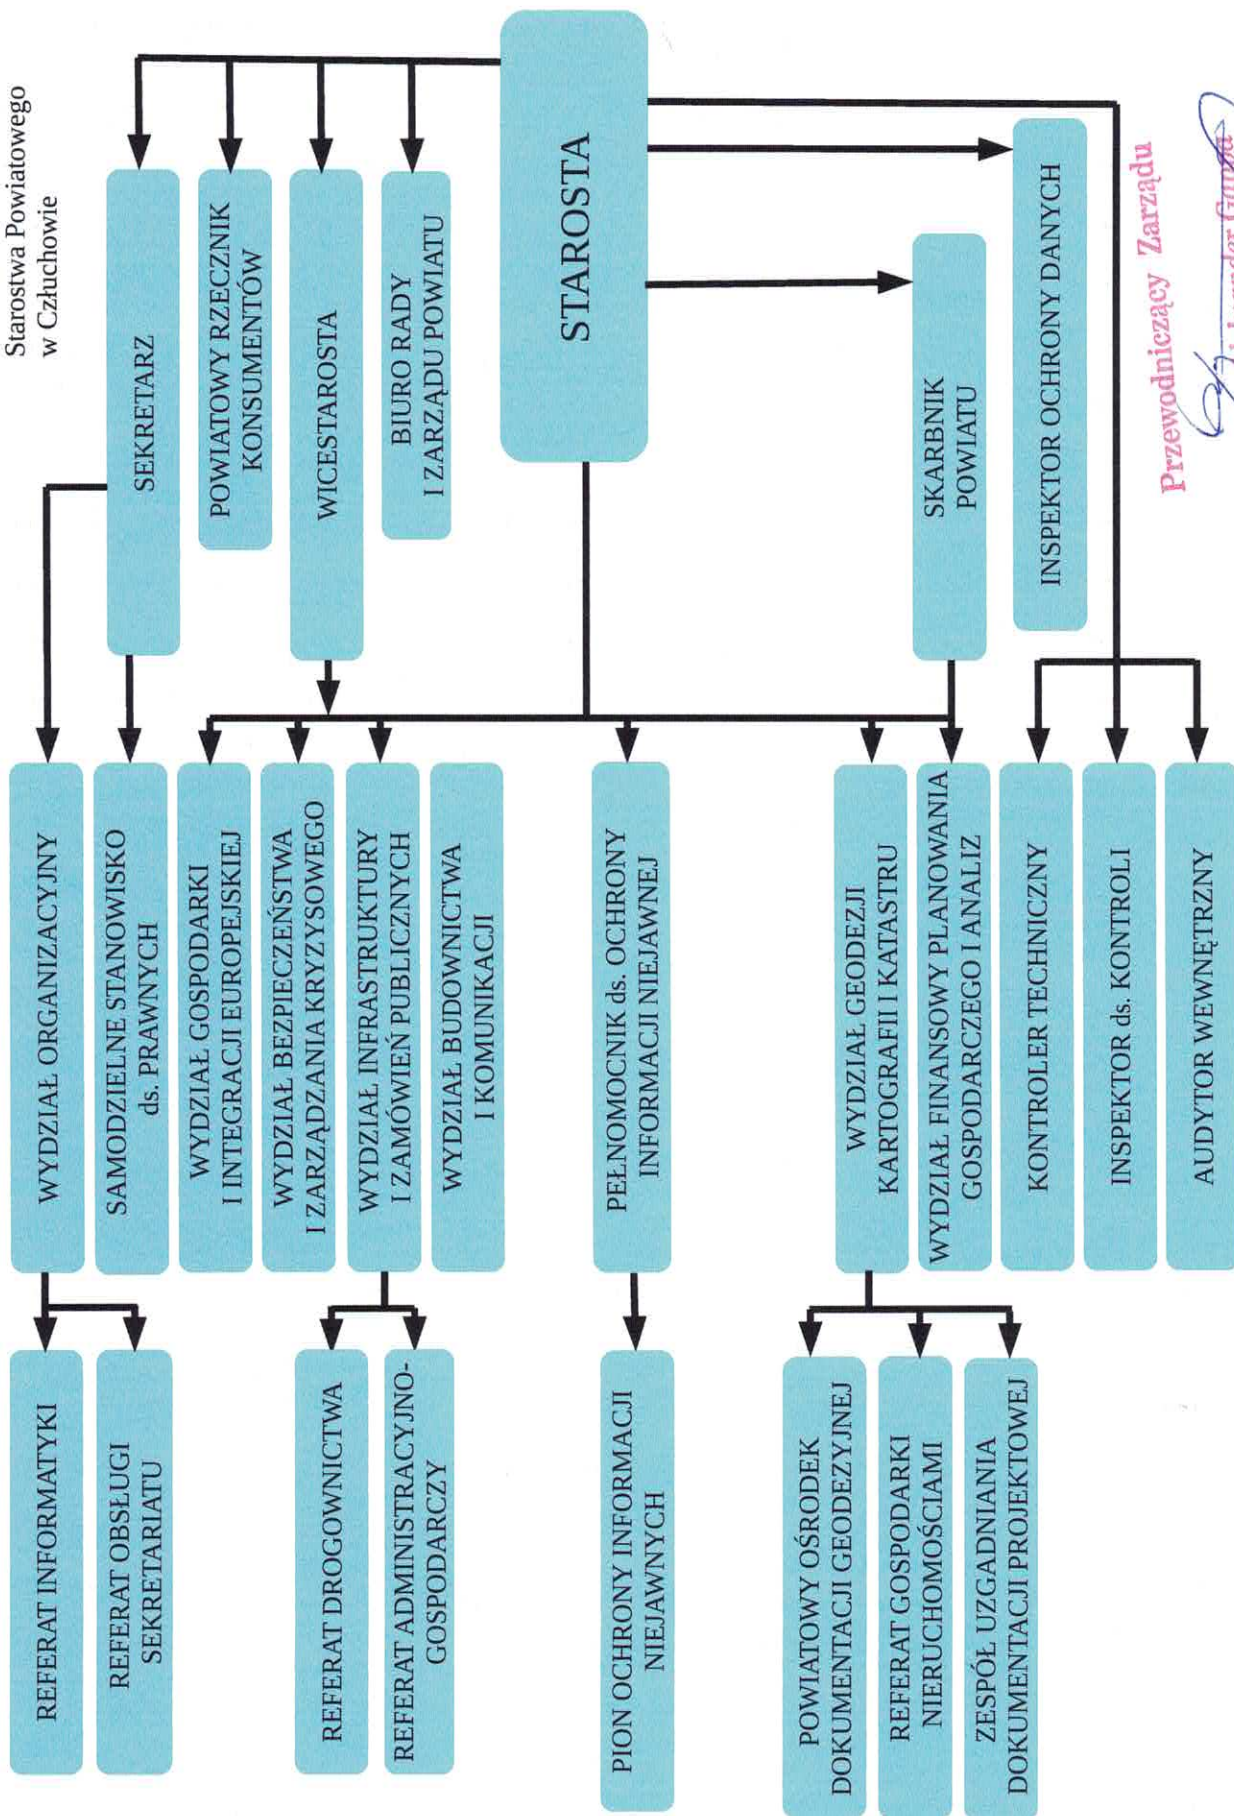 Starostwa Powiatowego
w Człuchowie
STAROSTA
SEKRETARZ
POWIATOWY RZECZNIK
KONSUMENTÓW
WICESTAROSTA
BIURO RADY
I ZARZĄDU POWIATU
SKARBNIK
POWIATU
INSPEKTOR OCHRONY DANYCH
WYDZIAŁ ORGANIZACYJNY
SAMODZIELNE STANOWISKO
ds. PRAWNYCH
WYDZIAŁ GOSPODARKI
I INTEGRACJI EUROPEJSKIEJ
WYDZIAŁ BEZPIECZEŃSTWA
I ZARZĄDZANIA KRYZYSOWEGO
WYDZIAŁ INFRASTRUKTURY
I ZAMÓWIEŃ PUBLICZNYCH
WYDZIAŁ BUDOWNICTWA
I KOMUNIKACJI
PEŁNOMOCNIK ds. OCHRONY
INFORMACJI NIEJAWNEJ
WYDZIAŁ GEODEZJI
KARTOGRAFII I KATASTRU
WYDZIAŁ FINANSOWY PLANOWANIA
GOSPODARCZEGO I ANALIZ
KONTROLER TECHNICZNY
INSPEKTOR ds. KONTROLI
AUDYTOR WEWNĘTRZNY
REFERAT INFORMATYKI
REFERAT OBSŁUGI
SEKRETARIATU
REFERAT DROGOWNICTWA
REFERAT ADMINISTRACYJNO-
GOSPODARCZY
PION OCHRONY INFORMACJI
NIEJAWNYCH
POWIATOWY OŚRODEK
DOKUMENTACJI GEODEZYJNEJ
REFERAT GOSPODARKI
NIERUCHOMOŚCIAMI
ZESPÓŁ UZGADNIANIA
DOKUMENTACJI PROJEKTOWEJ
Przewodniczący Zarządu